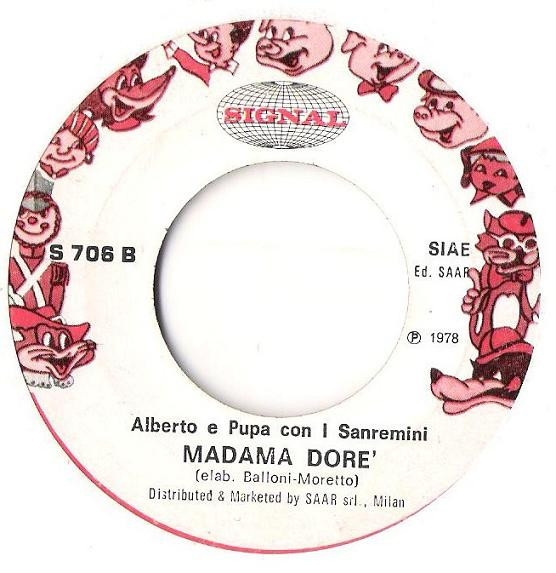 SIGNAL
S 706 B
SIAE
Ed. SAAR
Ⓟ 1978
Alberto e Pupa con I Sanremini
MADAMA DORE'
(elab. Balloni-Moretto)
Distributed & Marketed by SAAR srl., Milan